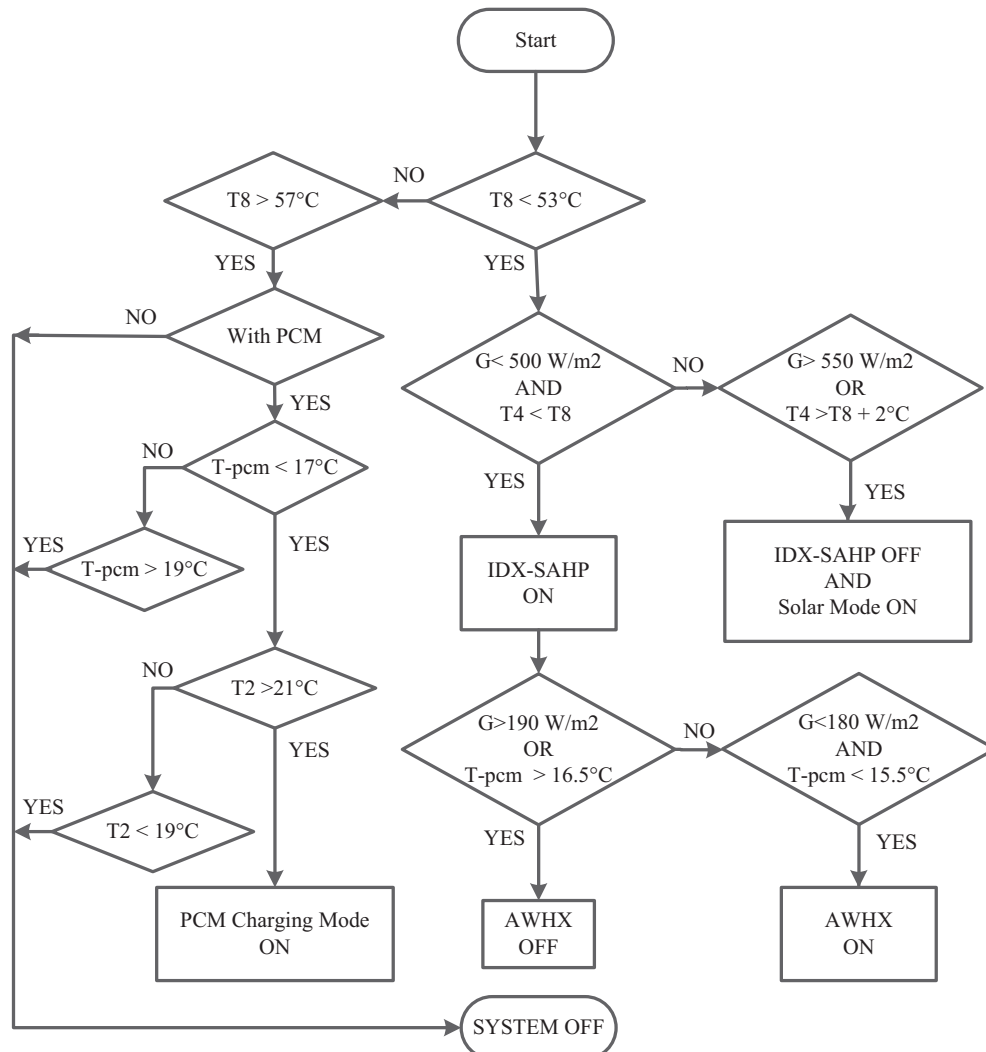 Start
NO
T8 > 57°C
T8 < 53°C
YES
YES
NO
With PCM
G< 500 W/m2
AND
T4 < T8
NO
G> 550 W/m2
OR
T4 >T8 + 2°C
YES
NO
T-pcm < 17°C
YES
YES
YES
YES
T-pcm > 19°C
IDX-SAHP
ON
IDX-SAHP OFF
AND
Solar Mode ON
NO
T2 >21°C
YES
G>190 W/m2
OR
T-pcm > 16.5°C
NO
G<180 W/m2
AND
T-pcm < 15.5°C
YES
T2 < 19°C
YES
YES
PCM Charging Mode
ON
AWHX
OFF
AWHX
ON
SYSTEM OFF